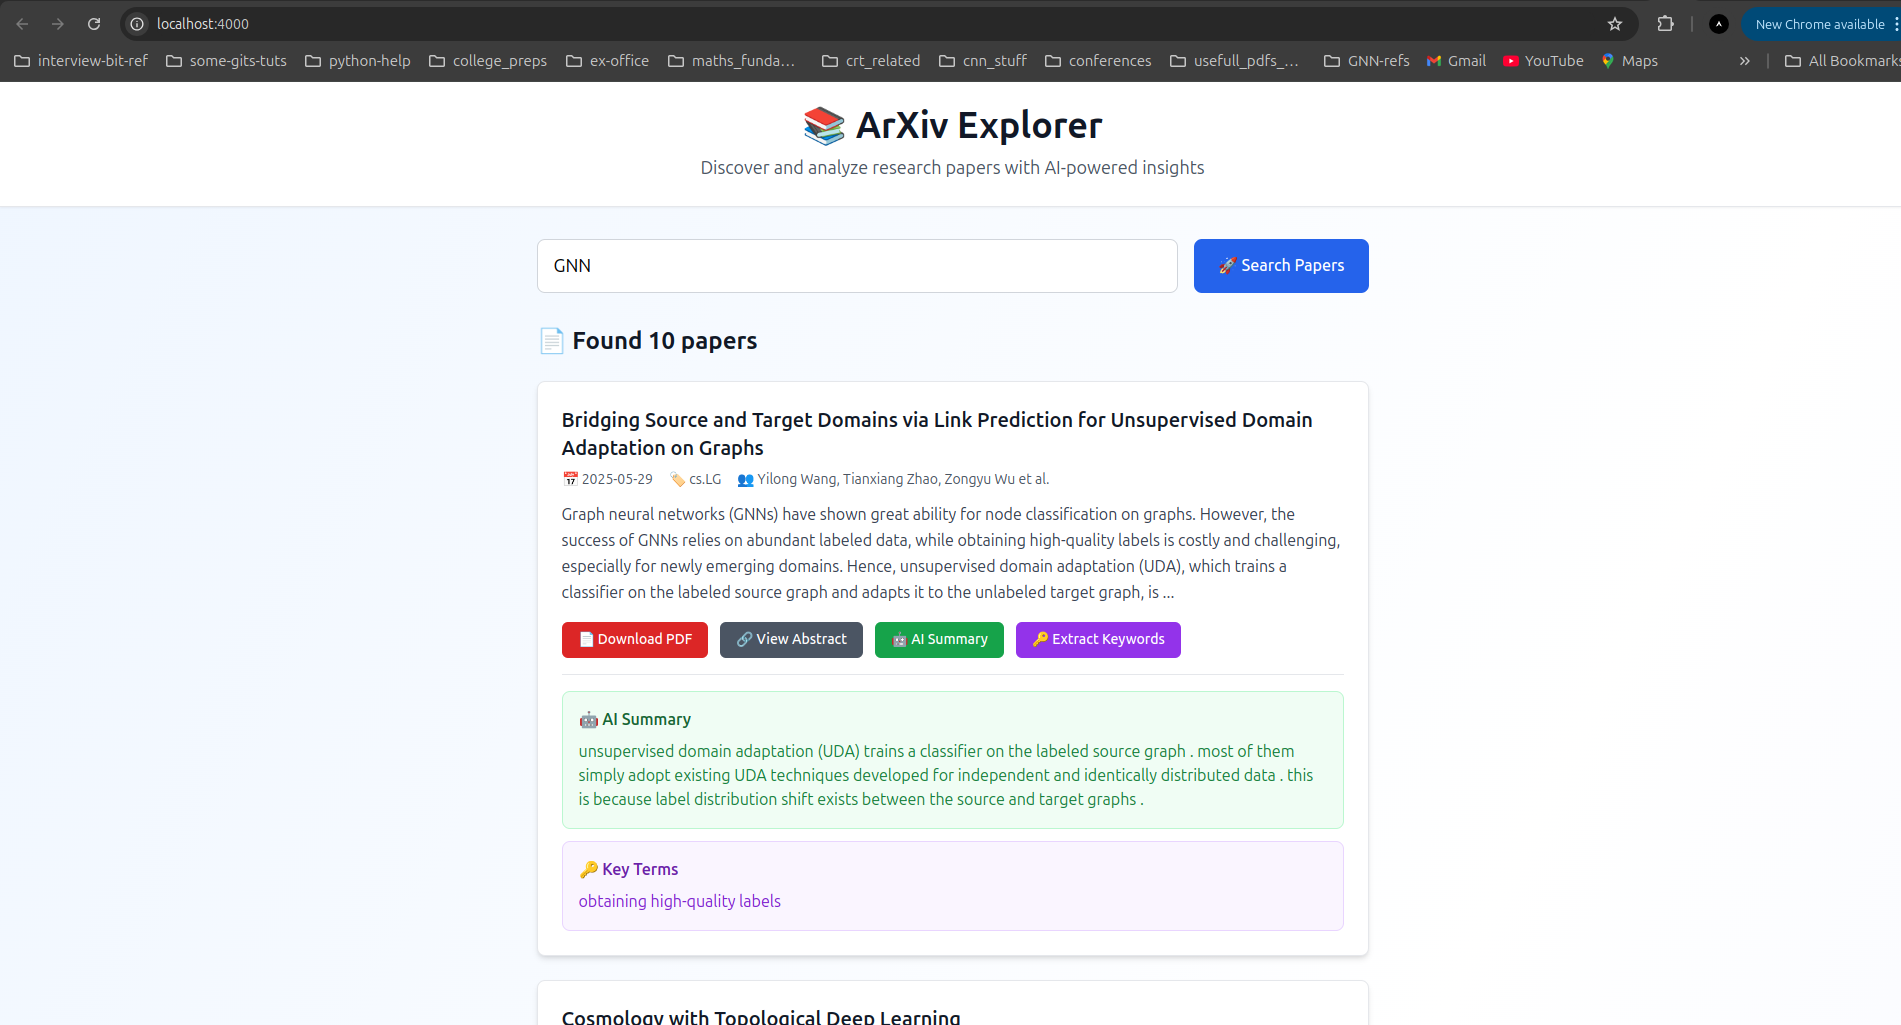 localhost:4000
New Chrome available
interview-bit-ref some-gits-tuts python-help college_preps ex-office maths_funda... crt_related cnn_stuff conferences usefull_pdfs_... GNN-refs Gmail YouTube Maps » All Bookmarks
ArXiv Explorer
Discover and analyze research papers with AI-powered insights
GNN
Search Papers
Found 10 papers
Bridging Source and Target Domains via Link Prediction for Unsupervised Domain
Adaptation on Graphs
2025-05-29 cs.LG Yilong Wang, Tianxiang Zhao, Zongyu Wu et al.
Graph neural networks (GNNs) have shown great ability for node classification on graphs. However, the
success of GNNs relies on abundant labeled data, while obtaining high-quality labels is costly and challenging,
especially for newly emerging domains. Hence, unsupervised domain adaptation (UDA), which trains a
classifier on the labeled source graph and adapts it to the unlabeled target graph, is ...
Download PDF View Abstract AI Summary Extract Keywords
AI Summary
unsupervised domain adaptation (UDA) trains a classifier on the labeled source graph . most of them
simply adopt existing UDA techniques developed for independent and identically distributed data . this
is because label distribution shift exists between the source and target graphs .
Key Terms
obtaining high-quality labels
Cosmology with Topological Deep Learning